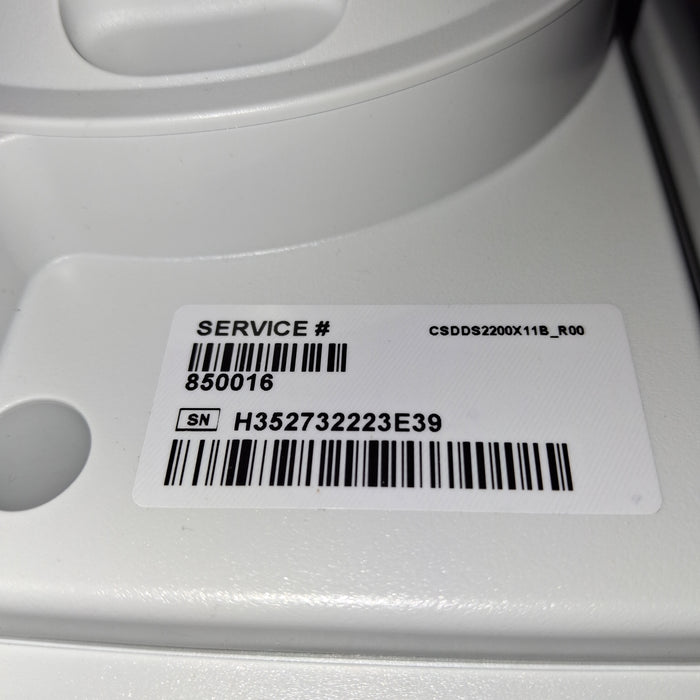 SERVICE #
CSDDS2200X11B_R00
850016
SN H352732223E39